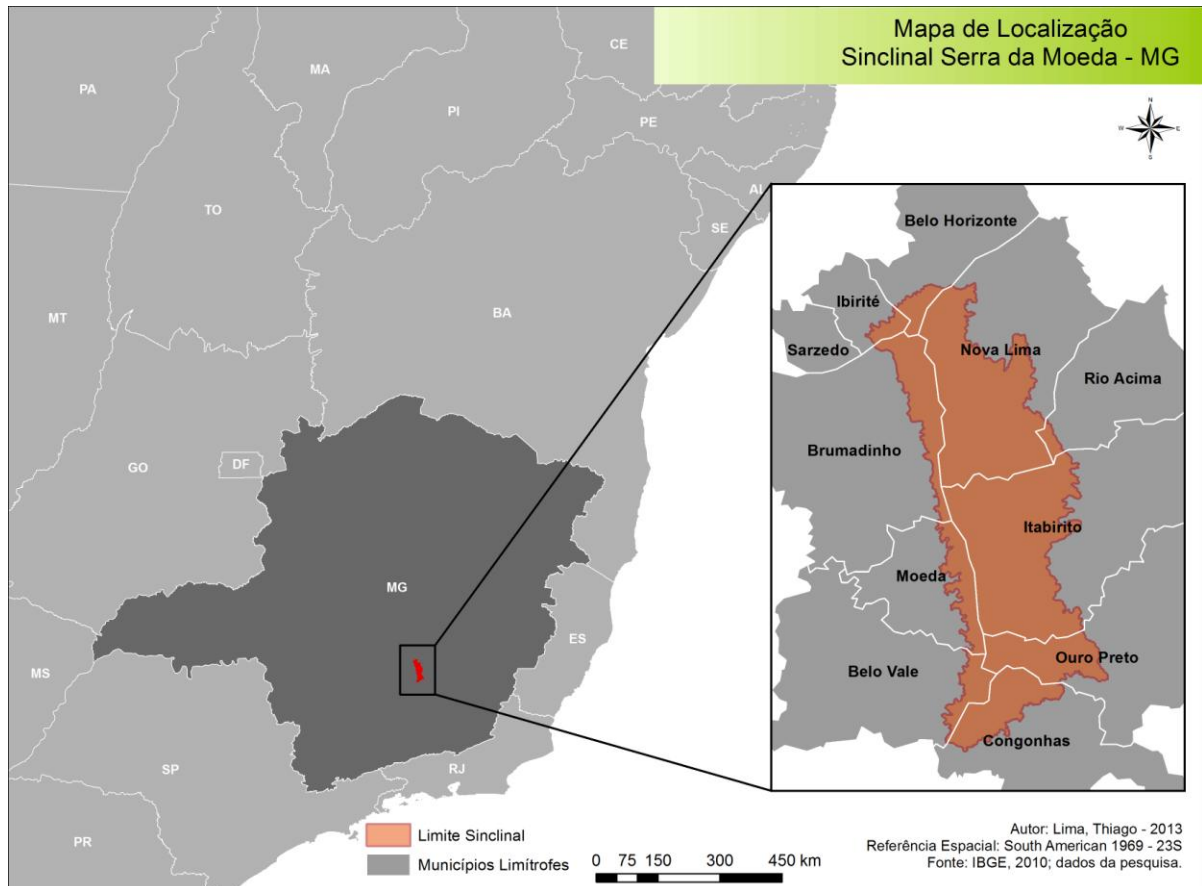 Mapa de Localização
Sinclinal Serra da Moeda - MG
CE
MA
PA
PI
PE
N
W
E
S
AL
TO
SE
Belo Horizonte
Ibirité
BA
MT
Sarzedo
Nova Lima
Rio Acima
Brumadinho
GO
DF
Itabirito
Moeda
MG
ES
Ouro Preto
Belo Vale
MS
Congonhas
SP
RJ
PR
Limite Sinclinal
Municípios Limítrofes
0 75 150 300 450 km
Autor: Lima, Thiago - 2013
Referência Espacial: South American 1969 - 23S
Fonte: IBGE, 2010; dados da pesquisa.